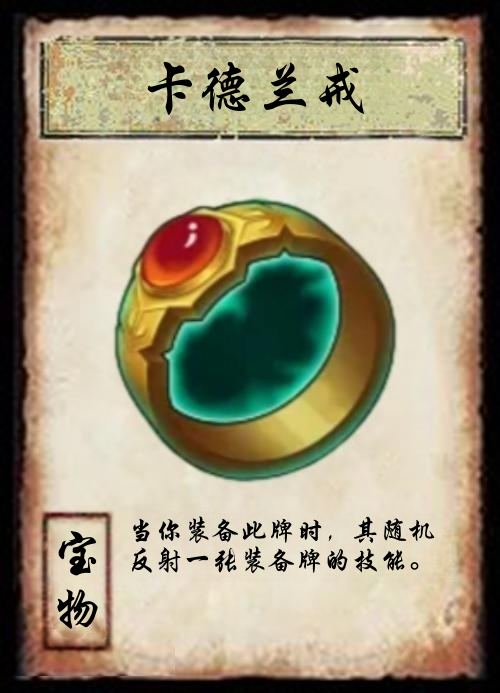 卡德兰戒
当你装备此牌时，其随机
反射一张装备牌的技能。
宝物